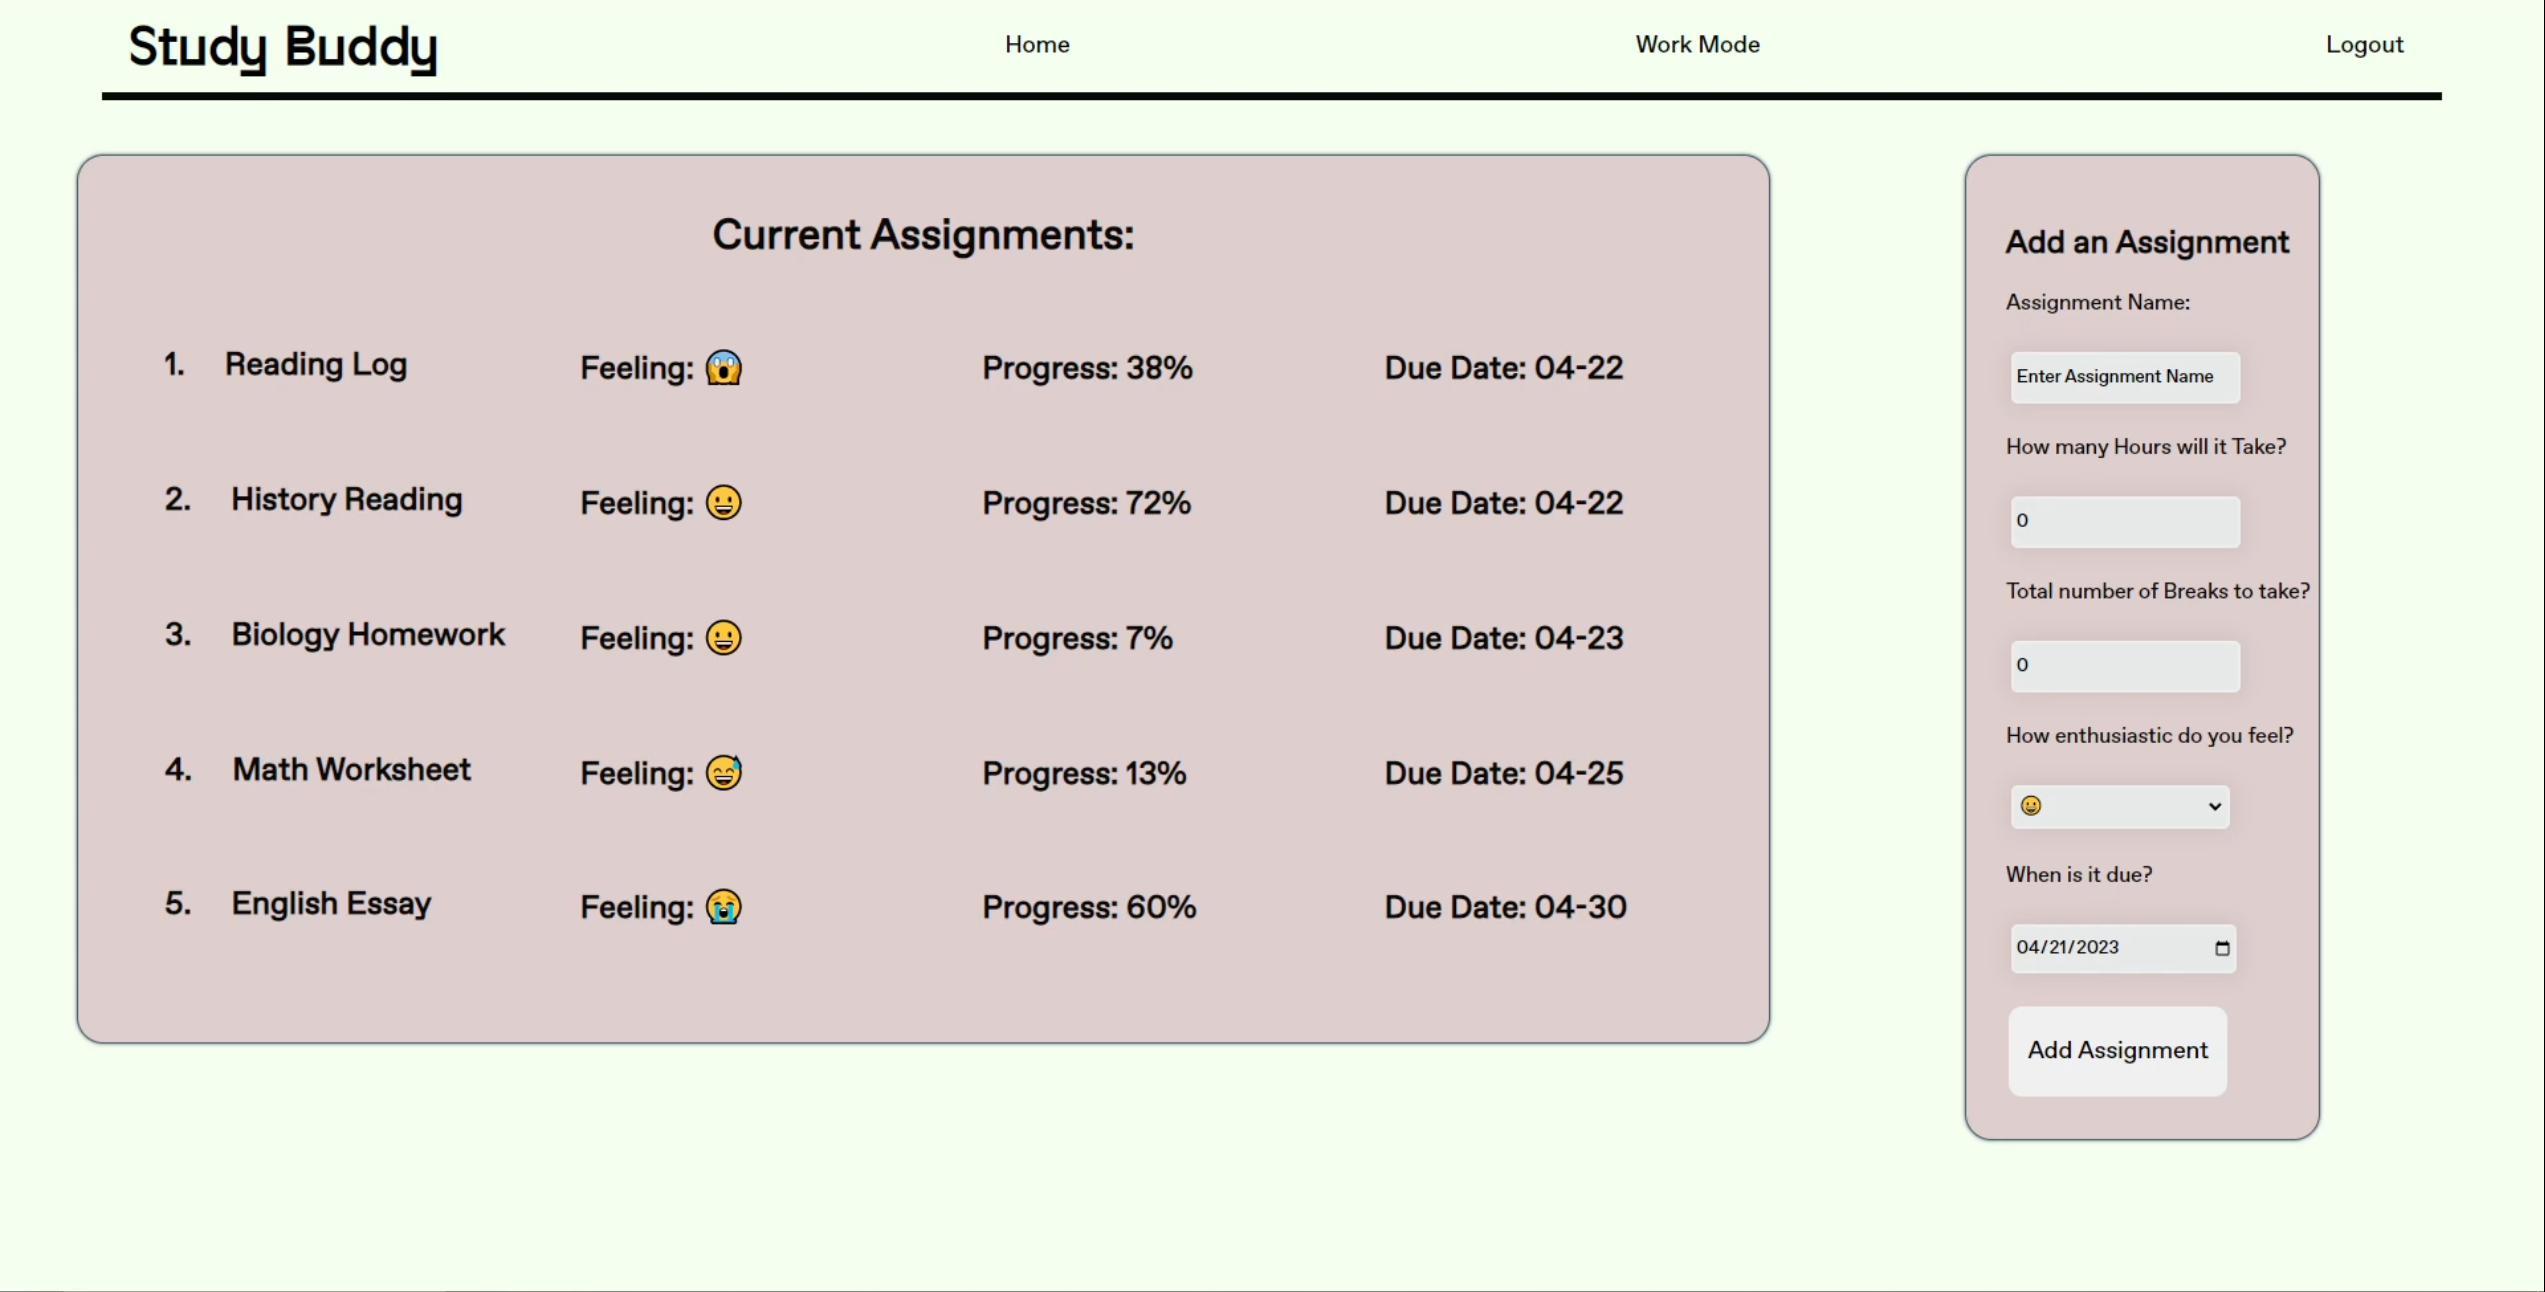 Study Buddy Home Work Mode Logout
Current Assignments:
1. Reading Log Feeling: 😱 Progress: 38% Due Date: 04-22
2. History Reading Feeling: 😀 Progress: 72% Due Date: 04-22
3. Biology Homework Feeling: 😀 Progress: 7% Due Date: 04-23
4. Math Worksheet Feeling: 😅 Progress: 13% Due Date: 04-25
5. English Essay Feeling: 😭 Progress: 60% Due Date: 04-30
Add an Assignment
Assignment Name:
Enter Assignment Name
How many Hours will it Take?
0
Total number of Breaks to take?
0
How enthusiastic do you feel?
😀
When is it due?
04/21/2023
Add Assignment